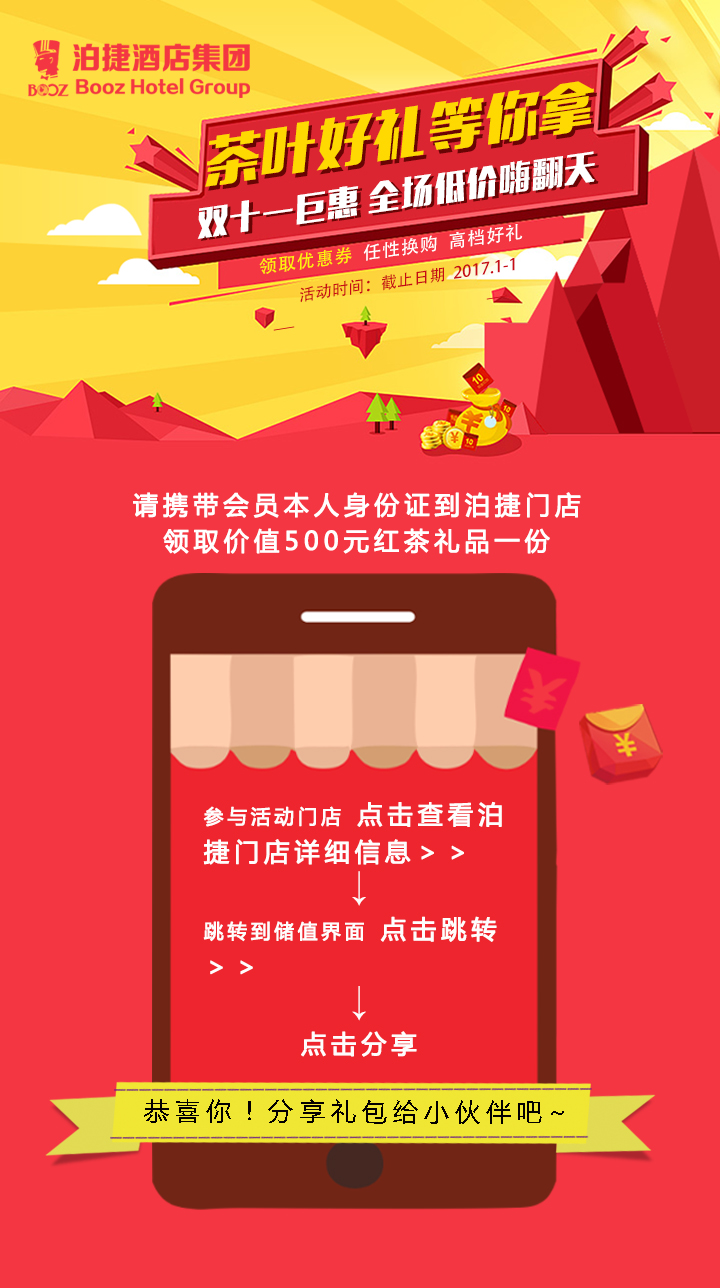 泊捷酒店集团
BOOZ Booz Hotel Group
茶叶好礼等你拿
双十一巨惠 全场低价嗨翻天
领取优惠券 任性换购 高档好礼
活动时间：截止日期 2017.1-1
10
10
10
10
¥
¥
请携带会员本人身份证到泊捷门店
领取价值500元红茶礼品一份
¥
¥
参与活动门店 点击查看泊
捷门店详细信息>>
↓
跳转到储值界面 点击跳转
>>
↓
点击分享
恭喜你！分享礼包给小伙伴吧~